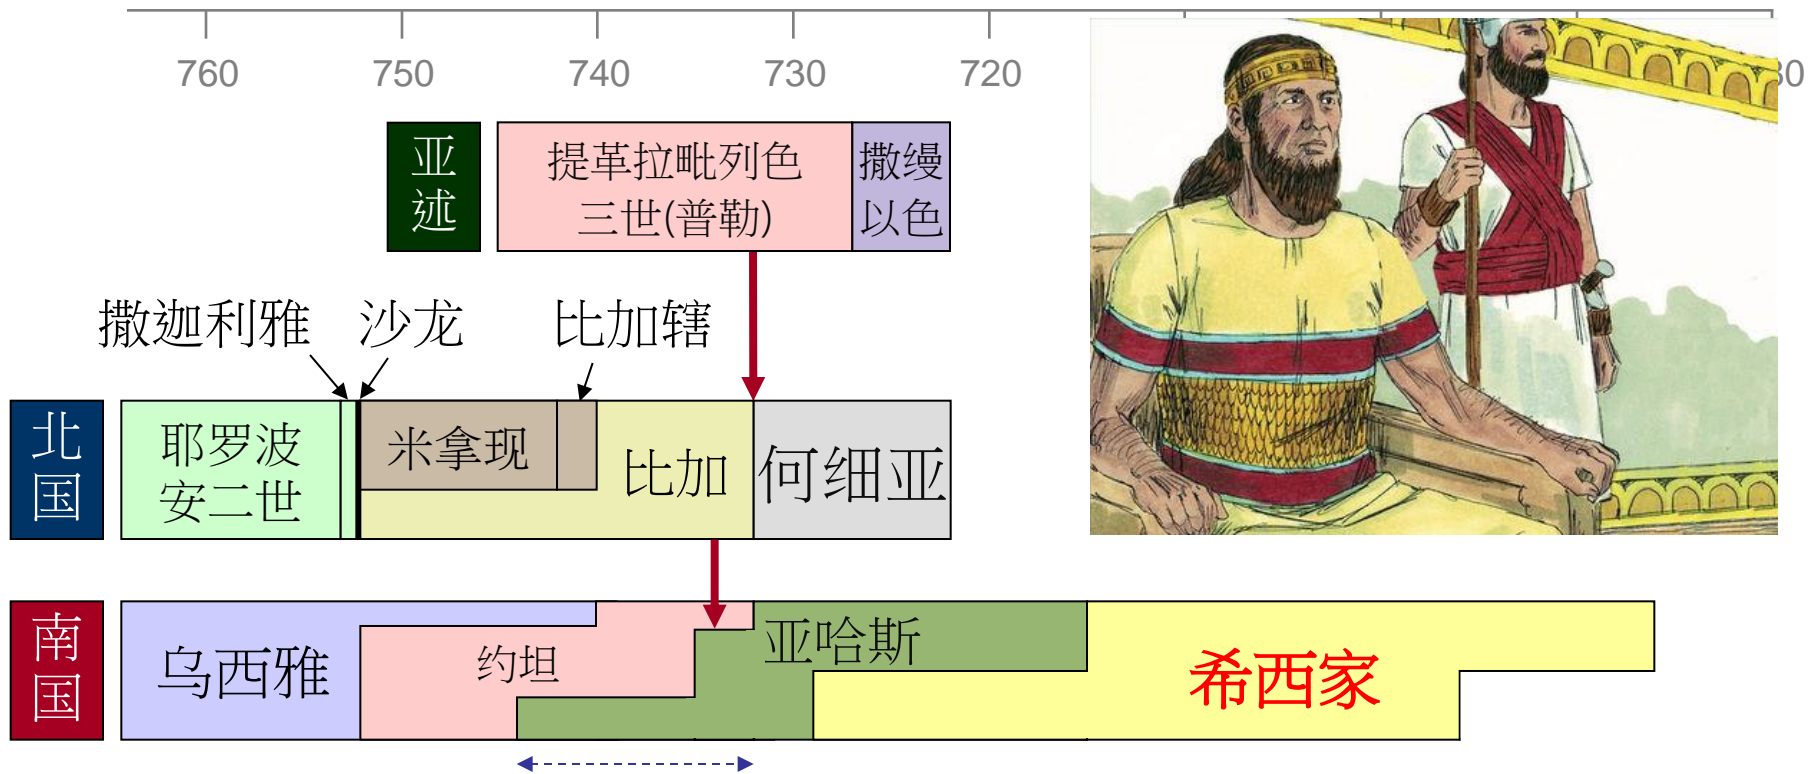 760 750 740 730 720
80
亚述
提革拉毗列色
三世(普勒)
撒缦
以色
撒迦利雅 沙龙 比加辖
北国
耶罗波
安二世
米拿现
比加
何细亚
南国
乌西雅
约坦
亚哈斯
希西家